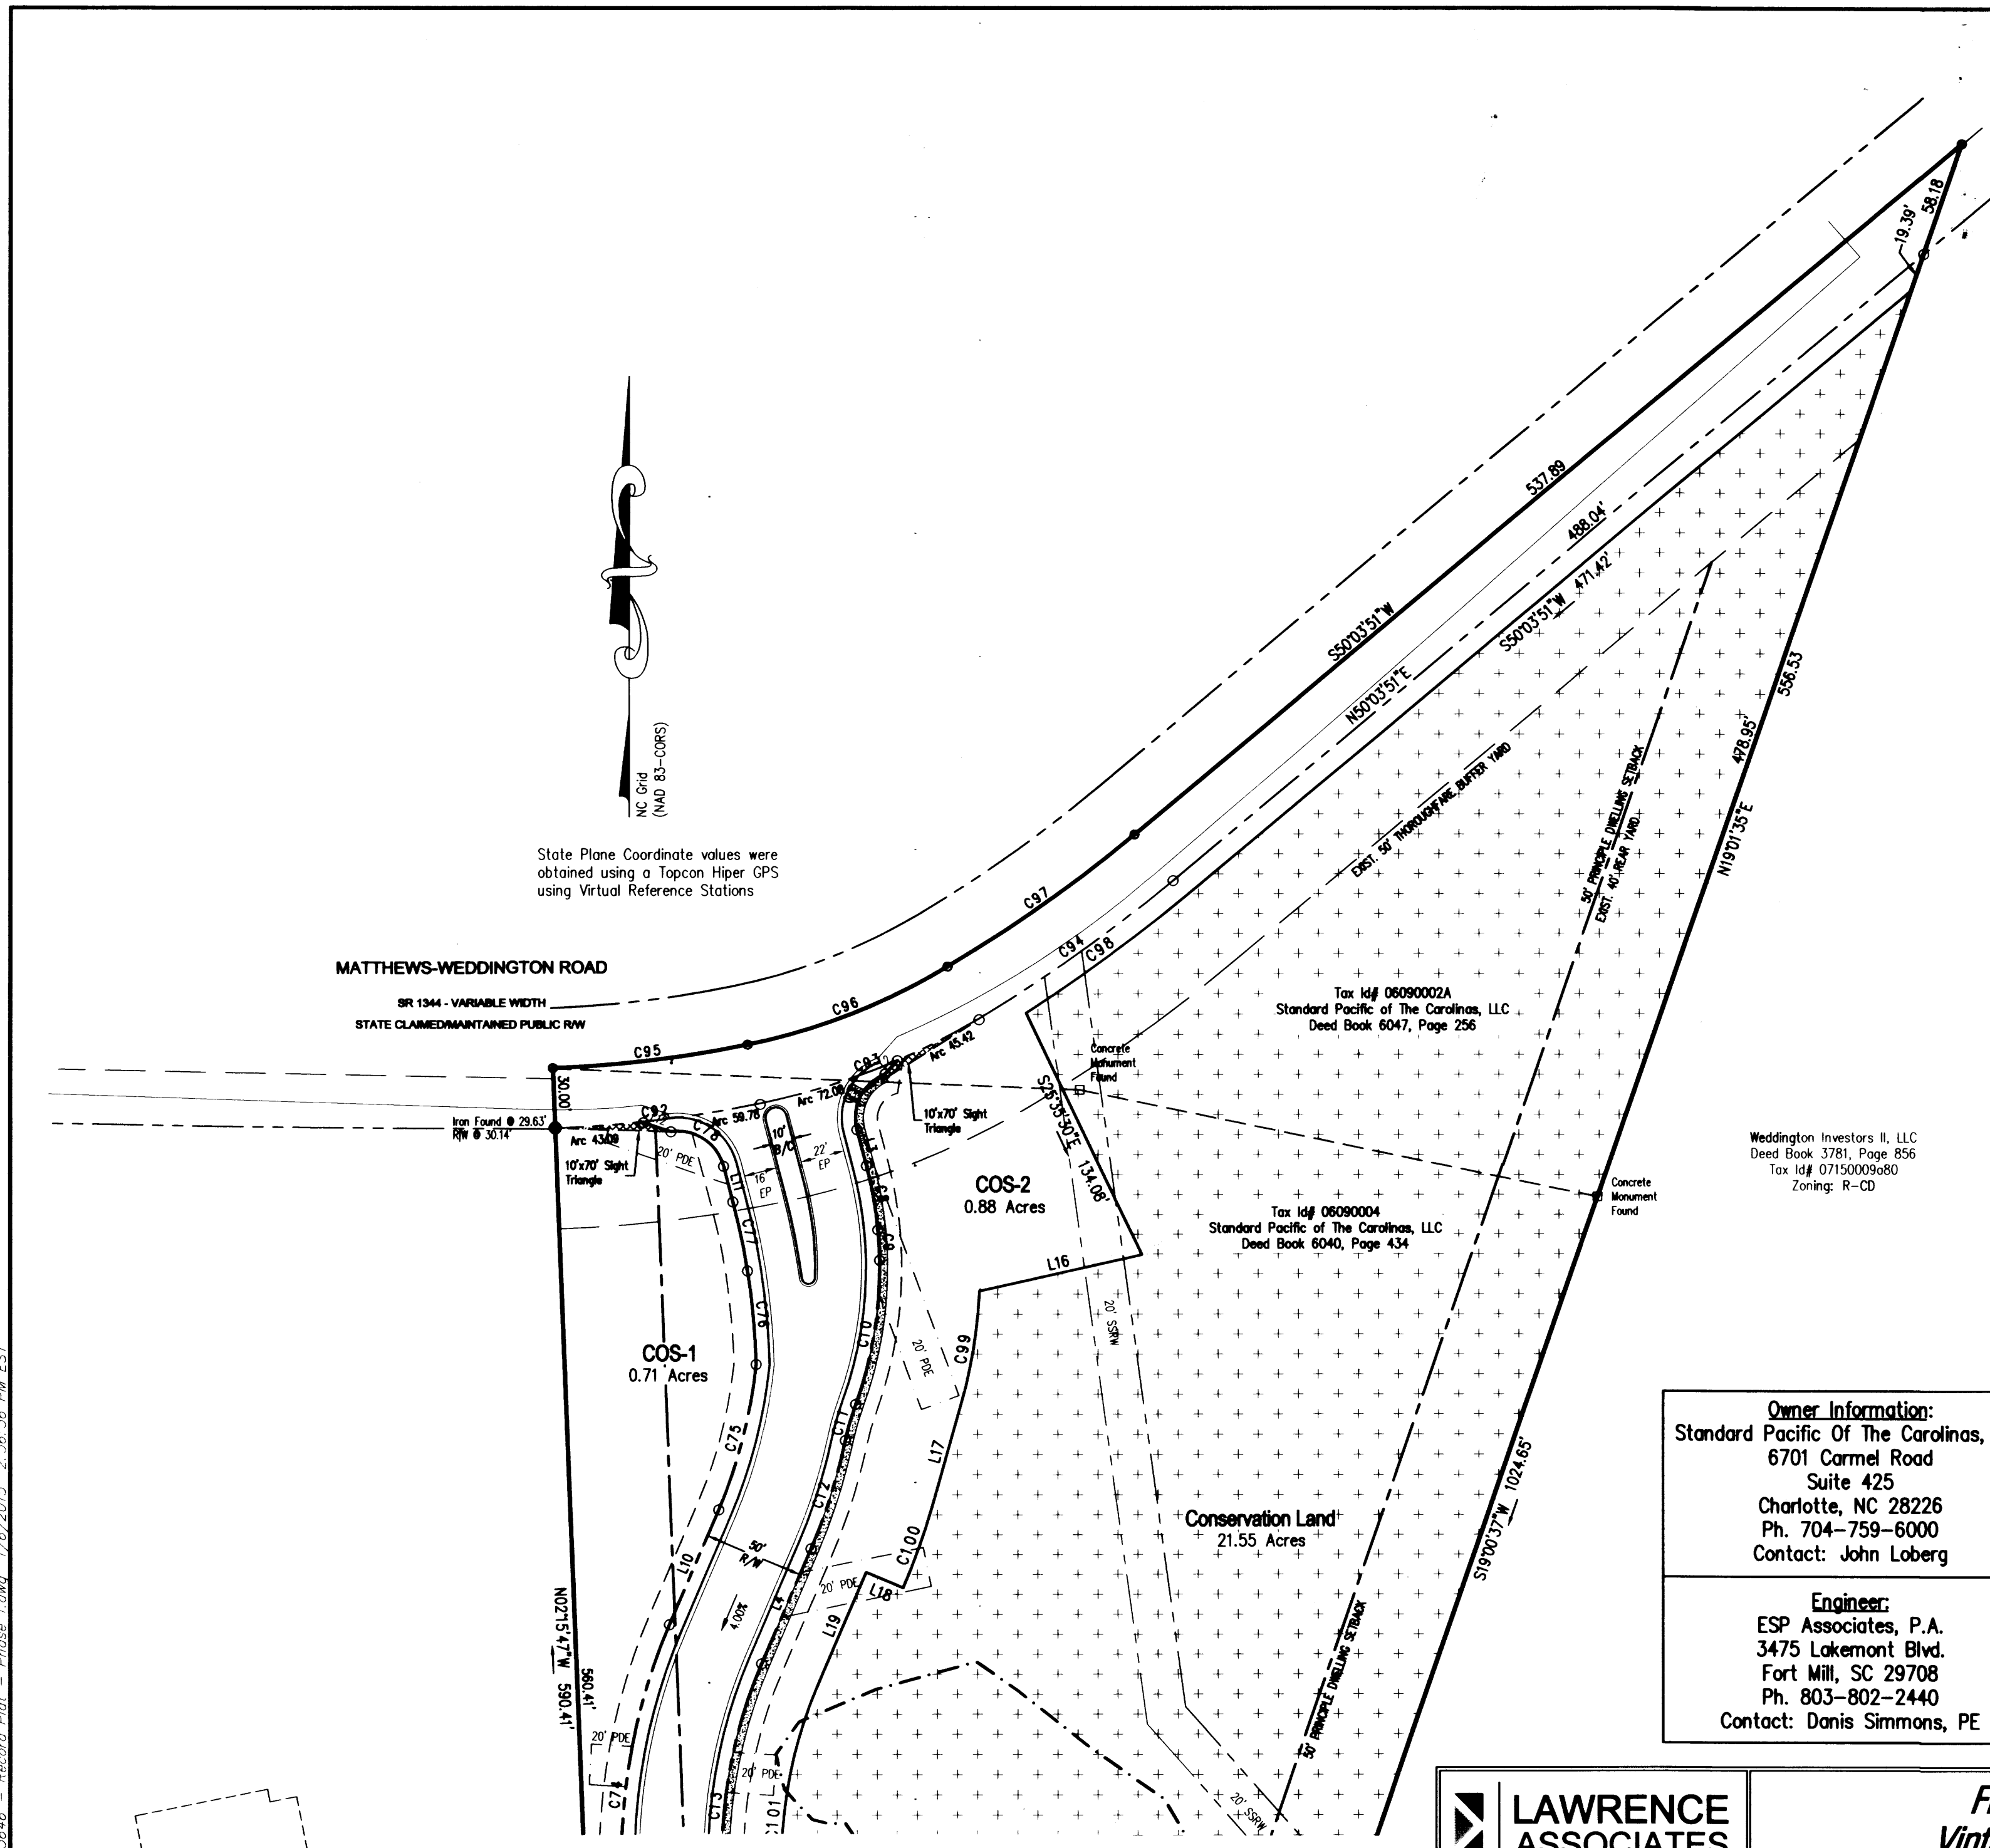 58.18
19.39'
537.89
488.04'
S50°03'51"W
S50°03'51"W 471.42'
N50°03'51"E
556.53
478.95'
N19°01'35"E
EXIST. 50' THOROUGHFARE BUFFER YARD
50' PRINCIPLE DWELLING SETBACK
EXIST. 40' REAR YARD
NC Grid
(NAD 83-CORS)
State Plane Coordinate values were
obtained using a Topcon Hiper GPS
using Virtual Reference Stations
MATTHEWS-WEDDINGTON ROAD
SR 1344 - VARIABLE WIDTH
STATE CLAIMED/MAINTAINED PUBLIC R/W
C97
C96
C95
C94
C98
C93
C92
Arc 45.42
Arc 72.09
Arc 59.78
Arc 43.09
30.00'
Iron Found @ 29.63'
R/W @ 30.14'
10'x70' Sight
Triangle
10'x70' Sight
Triangle
20' PDE
C78
L11
C77
C76
C75
L10
C74
16'
EP
10'
B/C
22'
EP
L3
C8
C9
C10
C11
C12
L4
C13
Concrete
Monument
Found
S25°35'30"E 134.08'
Tax Id# 06090002A
Standard Pacific of The Carolinas, LLC
Deed Book 6047, Page 256
COS-2
0.88 Acres
Tax Id# 06090004
Standard Pacific of The Carolinas, LLC
Deed Book 6040, Page 434
Concrete
Monument
Found
Weddington Investors II, LLC
Deed Book 3781, Page 856
Tax Id# 07150009a80
Zoning: R-CD
L16
20' SSRW
C99
20' PDE
COS-1
0.71 Acres
L17
C100
L18
L19
20' PDE
50'
R/W
4.00%
Conservation Land
21.55 Acres
S19°00'37"W 1024.65'
50' PRINCIPLE DWELLING SETBACK
N02°15'47"W 590.41'
560.41'
20' PDE
20' PDE
C101
20' SSRW
Owner Information:
Standard Pacific Of The Carolinas,
6701 Carmel Road
Suite 425
Charlotte, NC 28226
Ph. 704-759-6000
Contact: John Loberg
Engineer:
ESP Associates, P.A.
3475 Lakemont Blvd.
Fort Mill, SC 29708
Ph. 803-802-2440
Contact: Danis Simmons, PE
LAWRENCE
ASSOCIATES